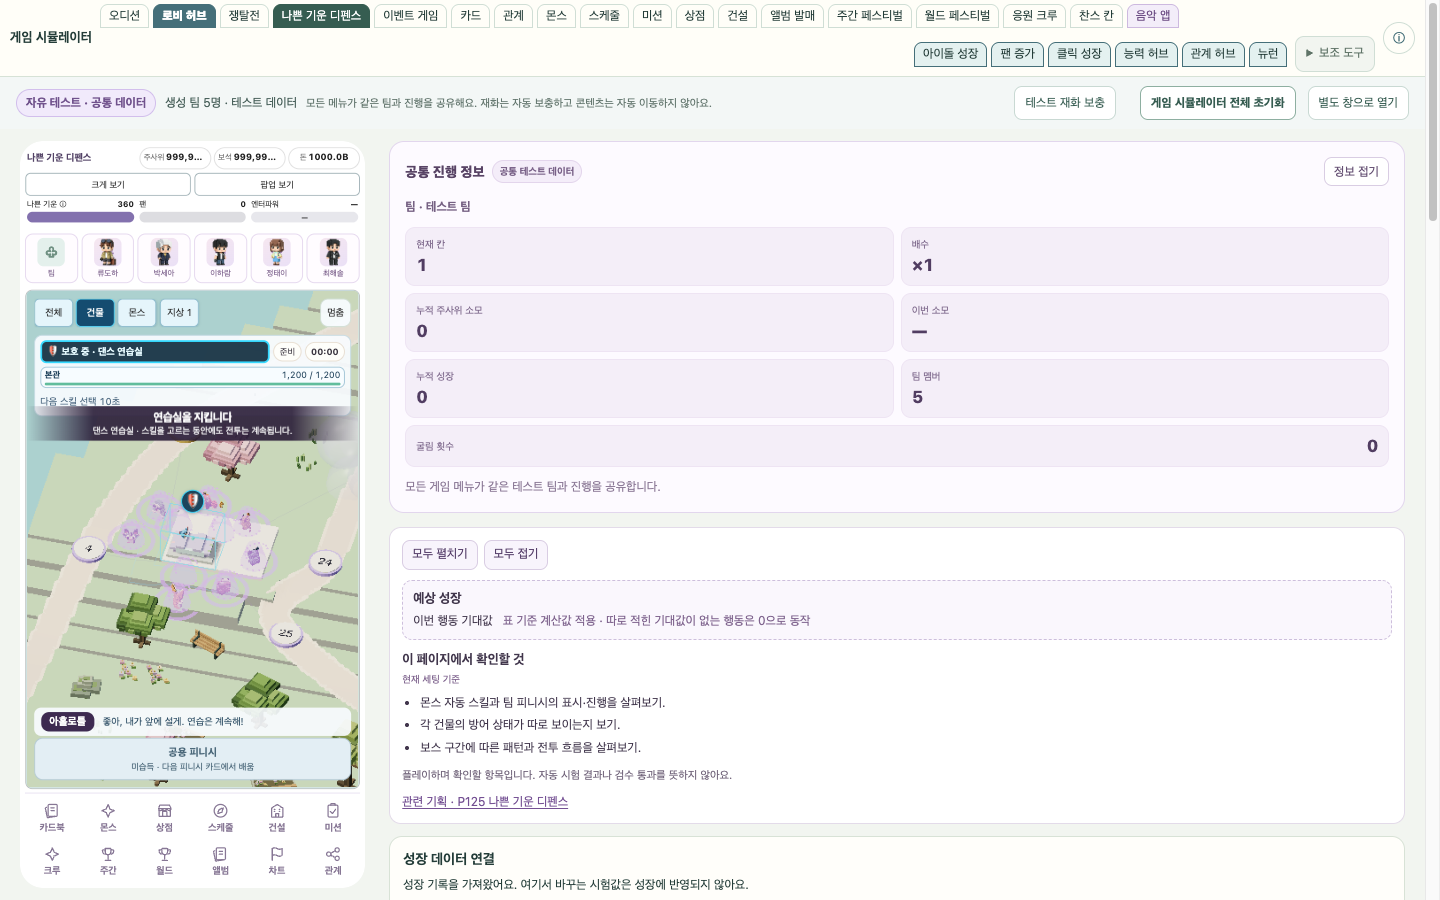 오디션 로비 허브 쟁탈전 나쁜 기운 디펜스 이벤트 게임 카드 관계 몬스 스케줄 미션 상점 건설 앨범 발매 주간 페스티벌 월드 페스티벌 응원 크루 찬스 칸 음악 앱
게임 시뮬레이터
아이돌 성장 팬 증가 클릭 성장 능력 허브 관계 허브 뉴런 ▶ 보조 도구 ⓘ
자유 테스트 · 공통 데이터 생성 팀 5명 · 테스트 데이터 모든 메뉴가 같은 팀과 진행을 공유해요. 재화는 자동 보충하고 콘텐츠는 자동 이동하지 않아요.
테스트 재화 보충 게임 시뮬레이터 전체 초기화 별도 창으로 열기
나쁜 기운 디펜스 주사위 999,9... 보석 999,99... 돈 1000.0B
크게 보기 팝업 보기
나쁜 기운 ⓘ 360 팬 0 엔터파워 —
—
팀 류도하 박세아 이하람 정태이 최해솔
전체 건물 몬스 지상 1 멈춤
보호 중 · 댄스 연습실 준비 00:00
본관 1,200 / 1,200
다음 스킬 선택 10초
연습실을 지킵니다
댄스 연습실 · 스킬을 고르는 동안에도 전투는 계속됩니다.
4
24
25
아홀로틀 좋아, 내가 앞에 설게. 연습은 계속해!
공용 피니시
미습득 · 다음 피니시 카드에서 배움
카드북 몬스 상점 스케줄 건설 미션
크루 주간 월드 앨범 차트 관계
공통 진행 정보 공통 테스트 데이터 정보 접기
팀 · 테스트 팀
현재 칸
1
배수
×1
누적 주사위 소모
0
이번 소모
—
누적 성장
0
팀 멤버
5
굴림 횟수 0
모든 게임 메뉴가 같은 테스트 팀과 진행을 공유합니다.
모두 펼치기 모두 접기
예상 성장
이번 행동 기대값 표 기준 계산값 적용 · 따로 적힌 기대값이 없는 행동은 0으로 동작
이 페이지에서 확인할 것
현재 세팅 기준
• 몬스 자동 스킬과 팀 피니시의 표시·진행을 살펴보기.
• 각 건물의 방어 상태가 따로 보이는지 보기.
• 보스 구간에 따른 패턴과 전투 흐름을 살펴보기.
플레이하며 확인할 항목입니다. 자동 시험 결과나 검수 통과를 뜻하지 않아요.
관련 기획 · P125 나쁜 기운 디펜스
성장 데이터 연결
성장 기록을 가져왔어요. 여기서 바꾸는 시험값은 성장에 반영되지 않아요.